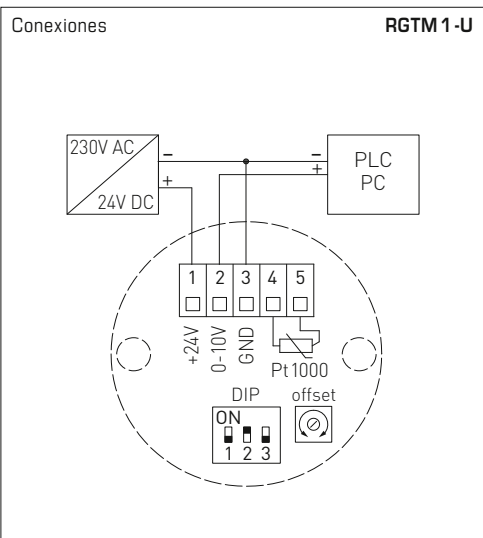 Conexiones RGTM 1 -U
230V AC
24V DC
–
+
–
+
PLC
PC
1 2 3 4 5
+24V
0-10V
GND
Pt1000
DIP
ON
1 2 3
offset